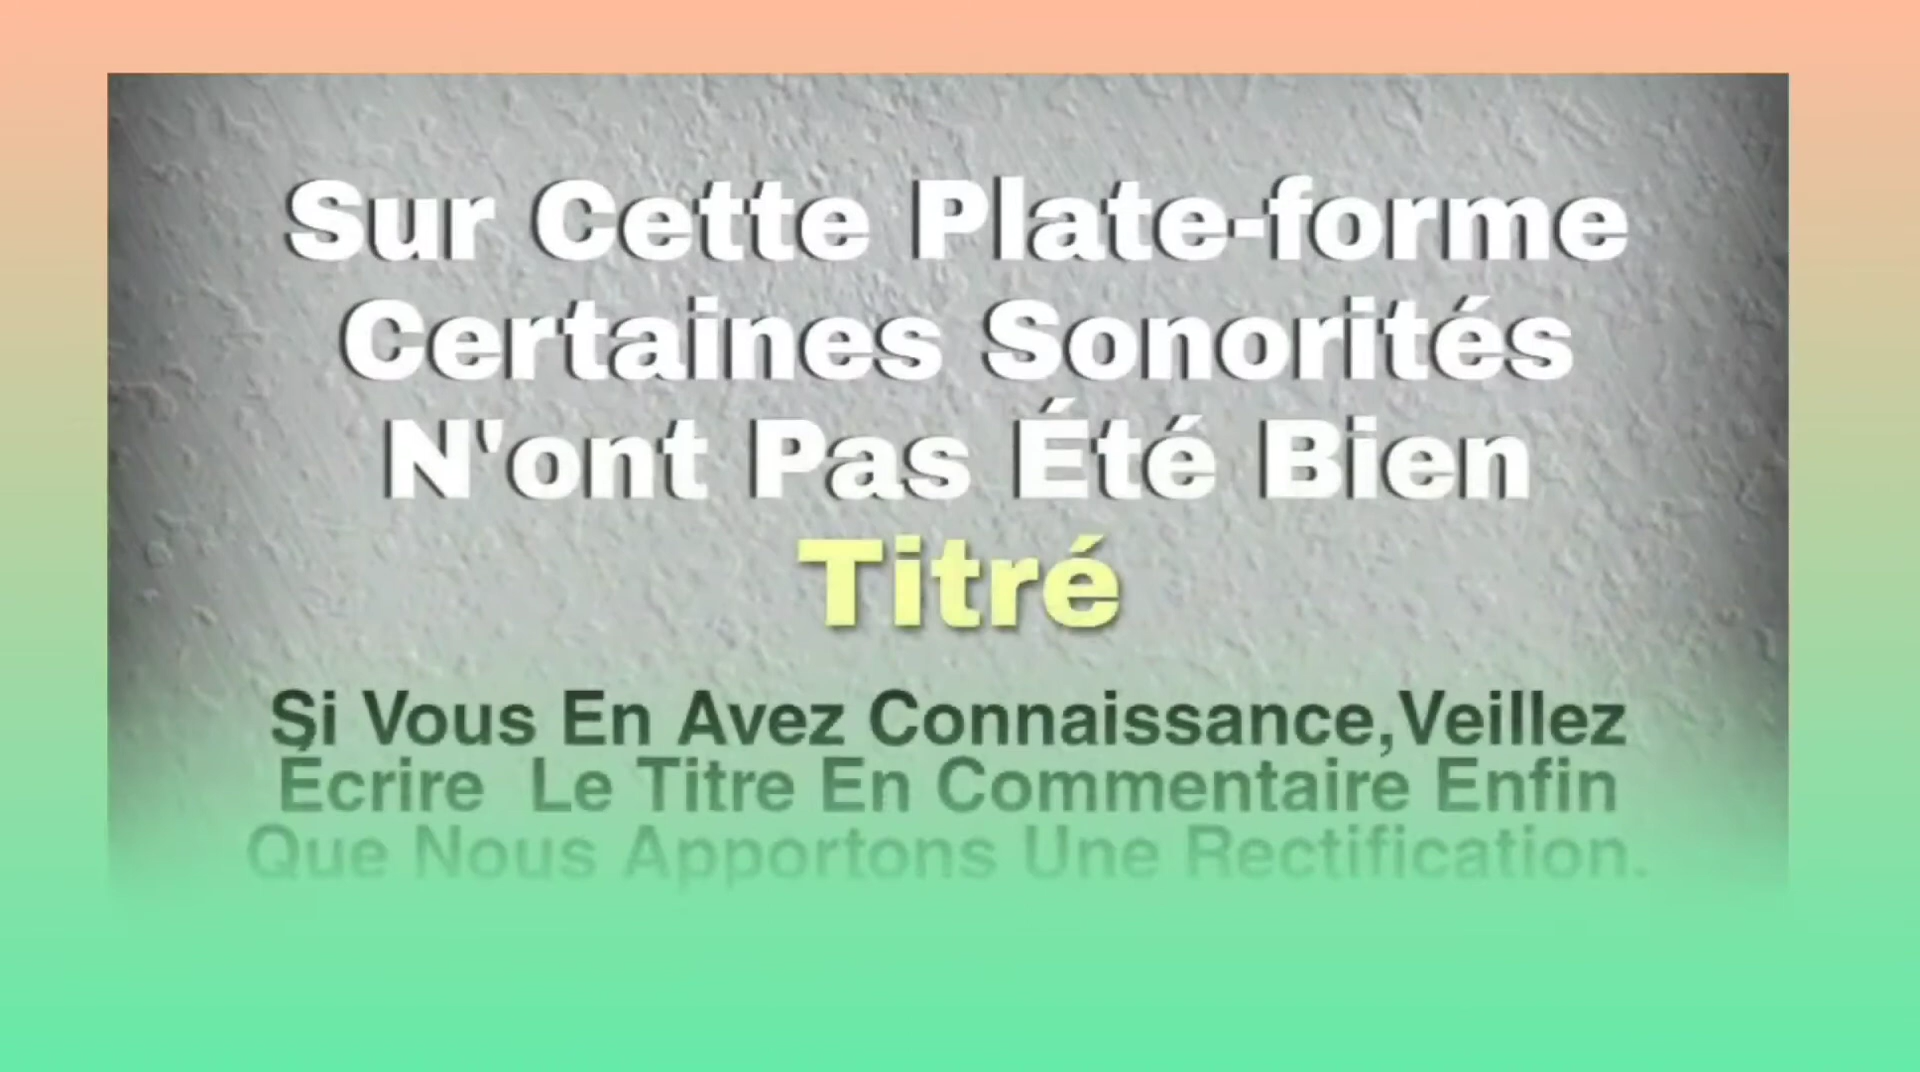 Sur Cette Plate-forme
Certaines Sonorités
N'ont Pas Été Bien
Titré
Si Vous En Avez Connaissance,Veillez
Écrire  Le Titre En Commentaire Enfin
Que Nous Apportons Une Rectification.